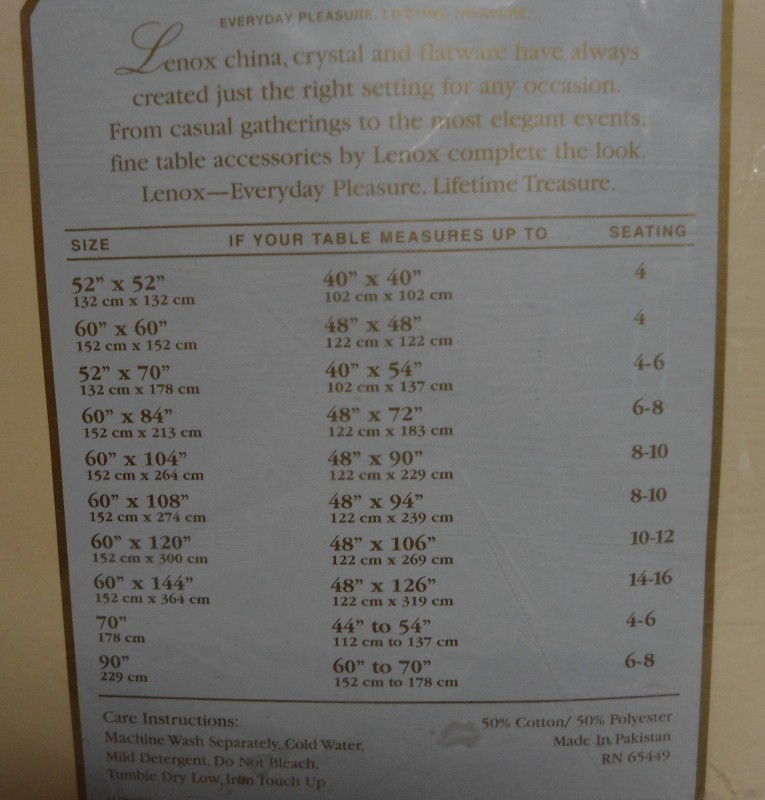 EVERYDAY PLEASURE. LIFETIME TREASURE
Lenox china, crystal and flatware have always
created just the right setting for any occasion.
From casual gatherings to the most elegant events,
fine table accessories by Lenox complete the look.
Lenox—Everyday Pleasure. Lifetime Treasure.
SIZE IF YOUR TABLE MEASURES UP TO SEATING
52” x 52” 40” x 40” 4
132 cm x 132 cm 102 cm x 102 cm
60” x 60” 48” x 48” 4
152 cm x 152 cm 122 cm x 122 cm
52” x 70” 40” x 54” 4-6
132 cm x 178 cm 102 cm x 137 cm
60” x 84” 48” x 72” 6-8
152 cm x 213 cm 122 cm x 183 cm
60” x 104” 48” x 90” 8-10
152 cm x 264 cm 122 cm x 229 cm
60” x 108” 48” x 94” 8-10
152 cm x 274 cm 122 cm x 239 cm
60” x 120” 48” x 106” 10-12
152 cm x 300 cm 122 cm x 269 cm
60” x 144” 48” x 126” 14-16
152 cm x 364 cm 122 cm x 319 cm
70” 44” to 54” 4-6
178 cm 112 cm to 137 cm
90” 60” to 70” 6-8
229 cm 152 cm to 178 cm
Care Instructions: 50% Cotton/ 50% Polyester
Machine Wash Separately, Cold Water, Made In Pakistan
Mild Detergent, Do Not Bleach, RN 65449
Tumble Dry Low, Iron Touch Up